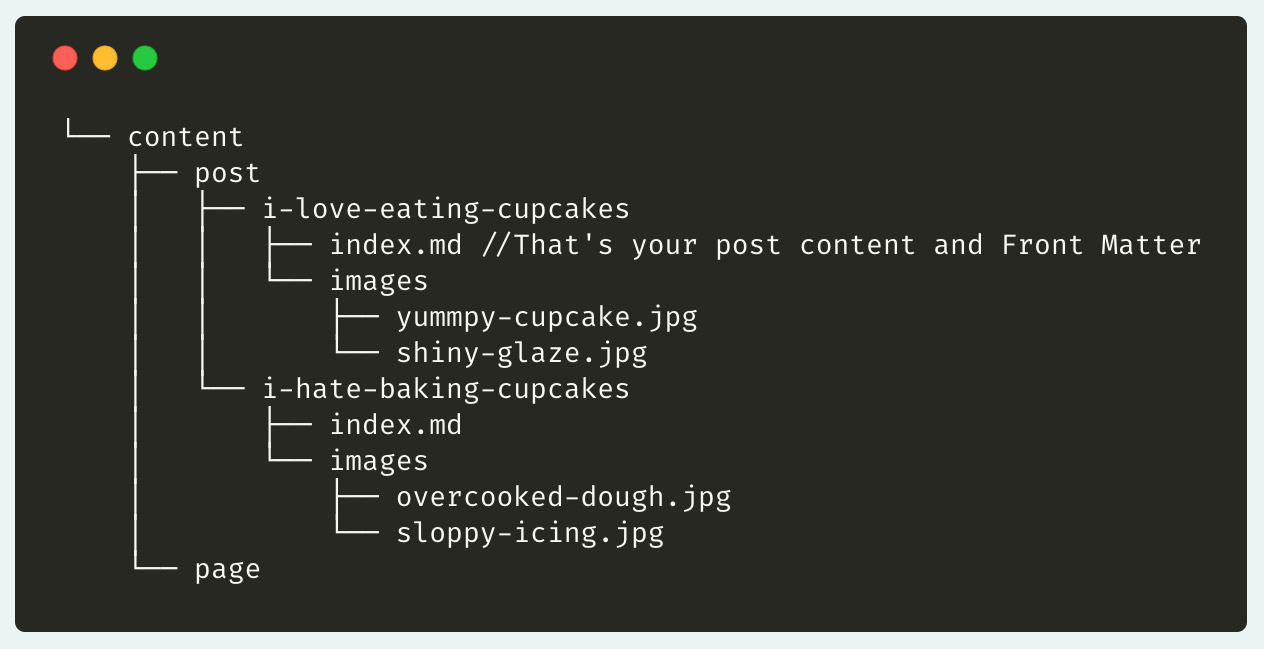 └── content
    ├── post
    │   ├── i-love-eating-cupcakes
    │   │   ├── index.md //That's your post content and Front Matter
    │   │   └── images
    │   │       ├── yummpy-cupcake.jpg
    │   │       └── shiny-glaze.jpg
    │   └── i-hate-baking-cupcakes
    │       ├── index.md
    │       └── images
    │           ├── overcooked-dough.jpg
    │           └── sloppy-icing.jpg
    └── page